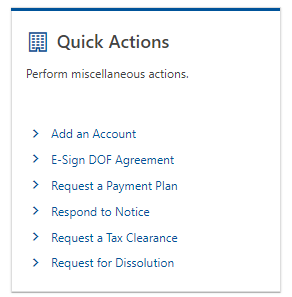 Quick Actions
Perform miscellaneous actions.
Add an Account
E-Sign DOF Agreement
Request a Payment Plan
Respond to Notice
Request a Tax Clearance
Request for Dissolution